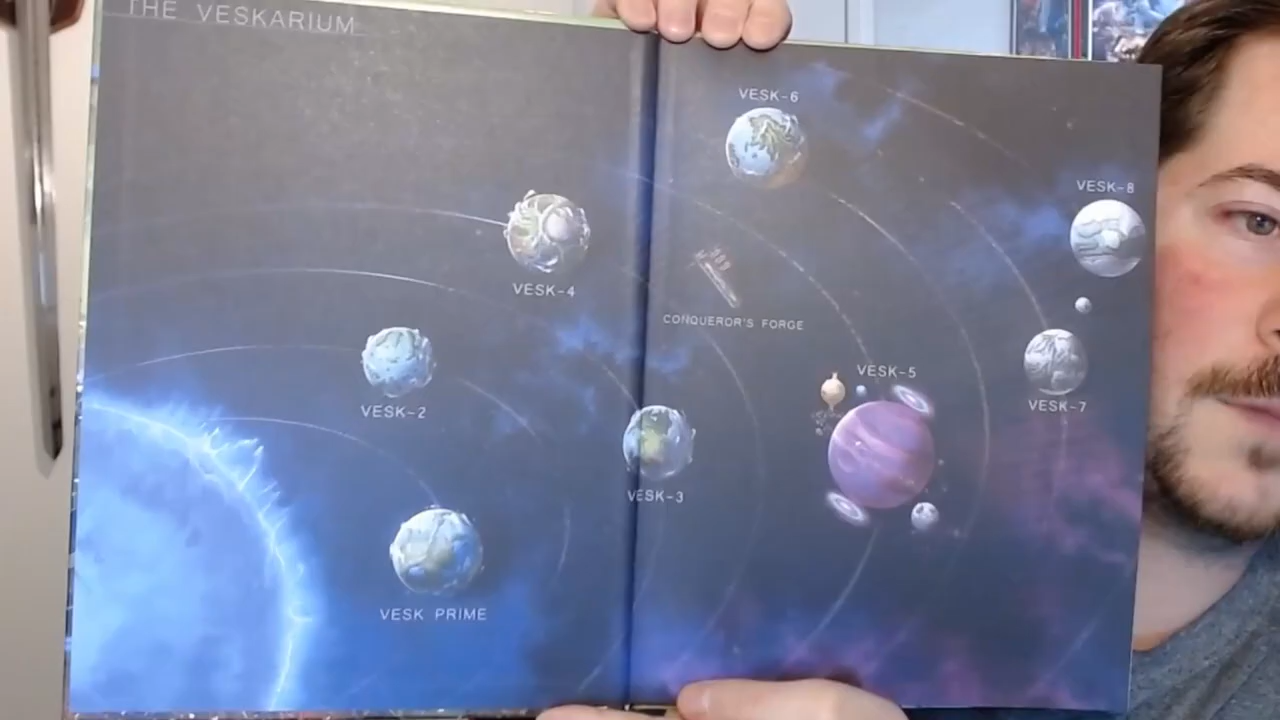 THE VESKARIUM
VESK-6
VESK-8
VESK-4
CONQUEROR'S FORGE
VESK-5
VESK-2
VESK-7
VESK-3
VESK PRIME